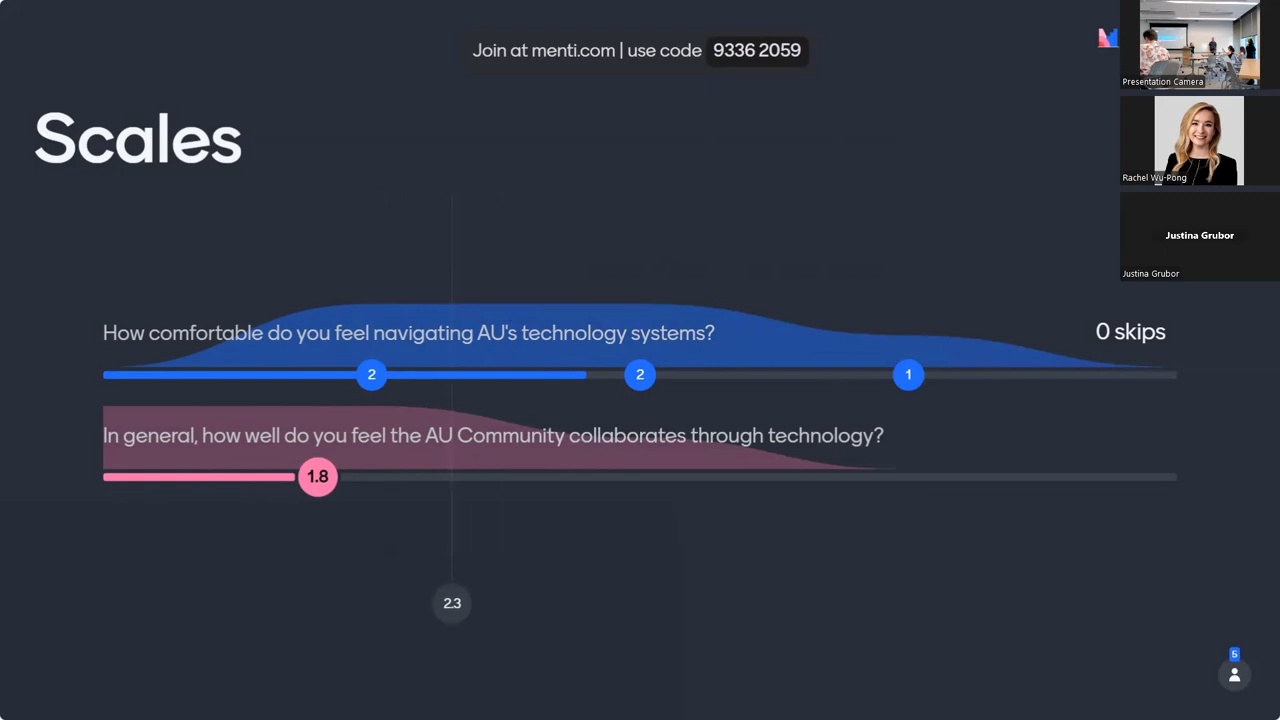 Join at menti.com | use code 9336 2059
Presentation Camera
Scales
Rachel Wu-Pong
Justina Grubor
Justina Grubor
How comfortable do you feel navigating AU's technology systems?
0 skips
2
2
1
In general, how well do you feel the AU Community collaborates through technology?
1.8
2.3
5